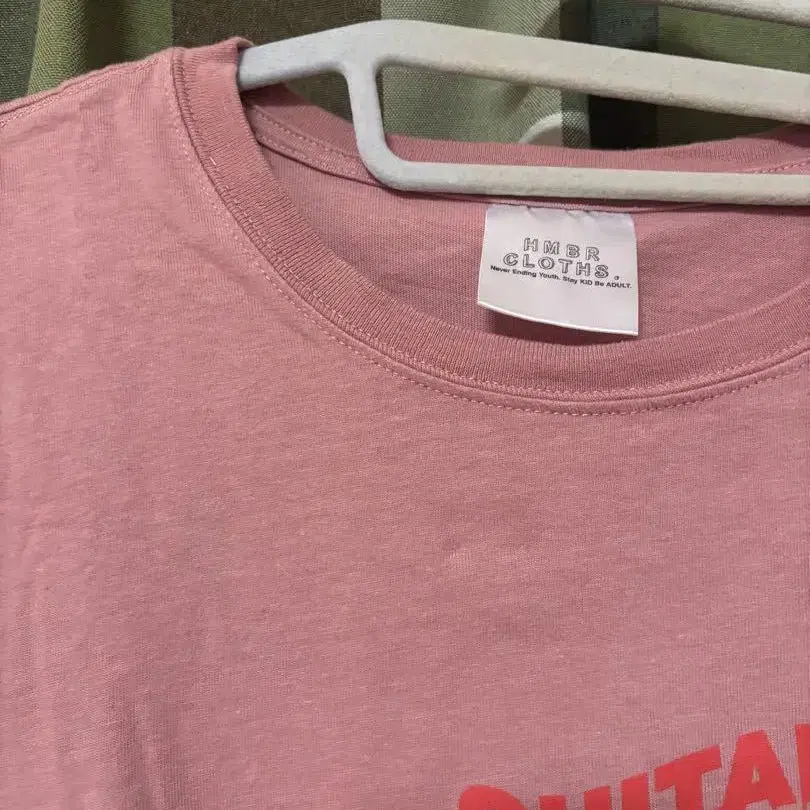 HMBR
CLOTHS.
Never Ending Youth. Stay KID Be ADULT.